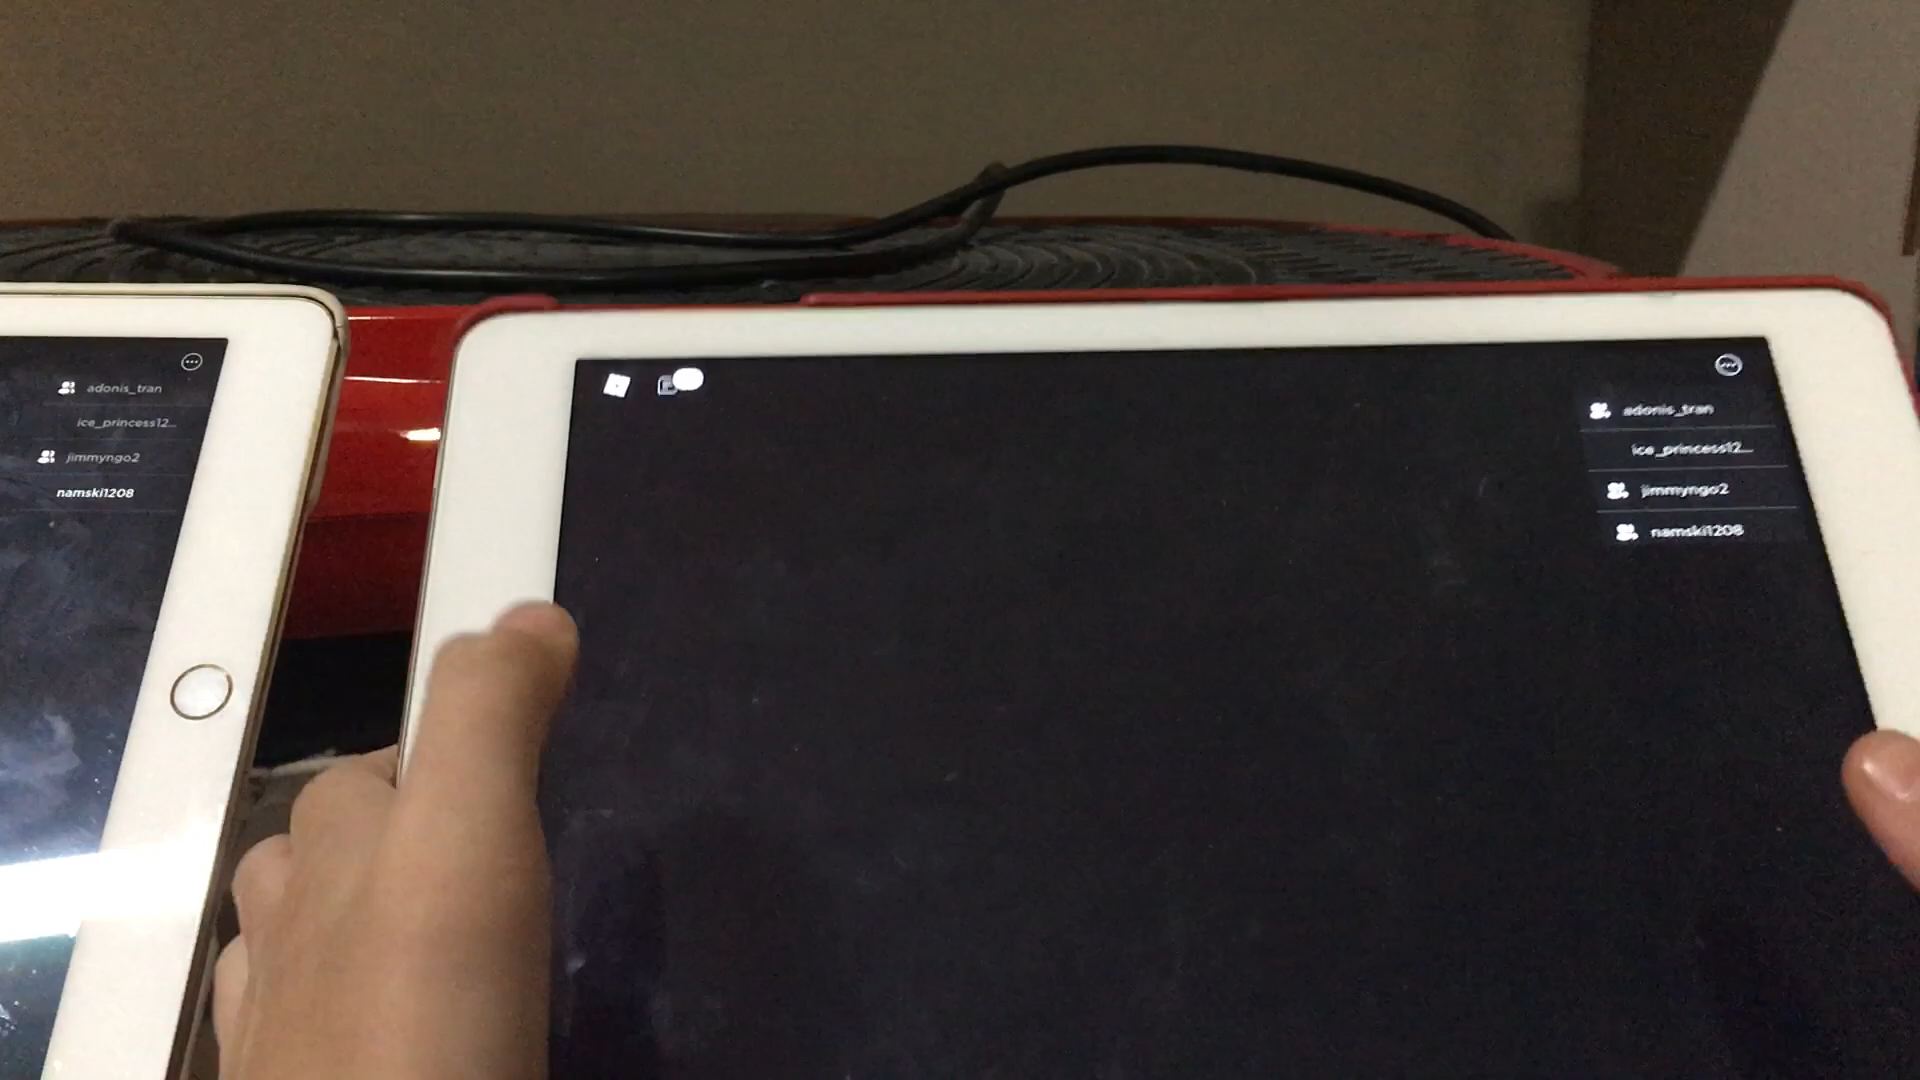 adonis_tran
ice_princess12...
jimmyngo2
namski1208
adonis_tran
ice_princess12...
jimmyngo2
namski1208